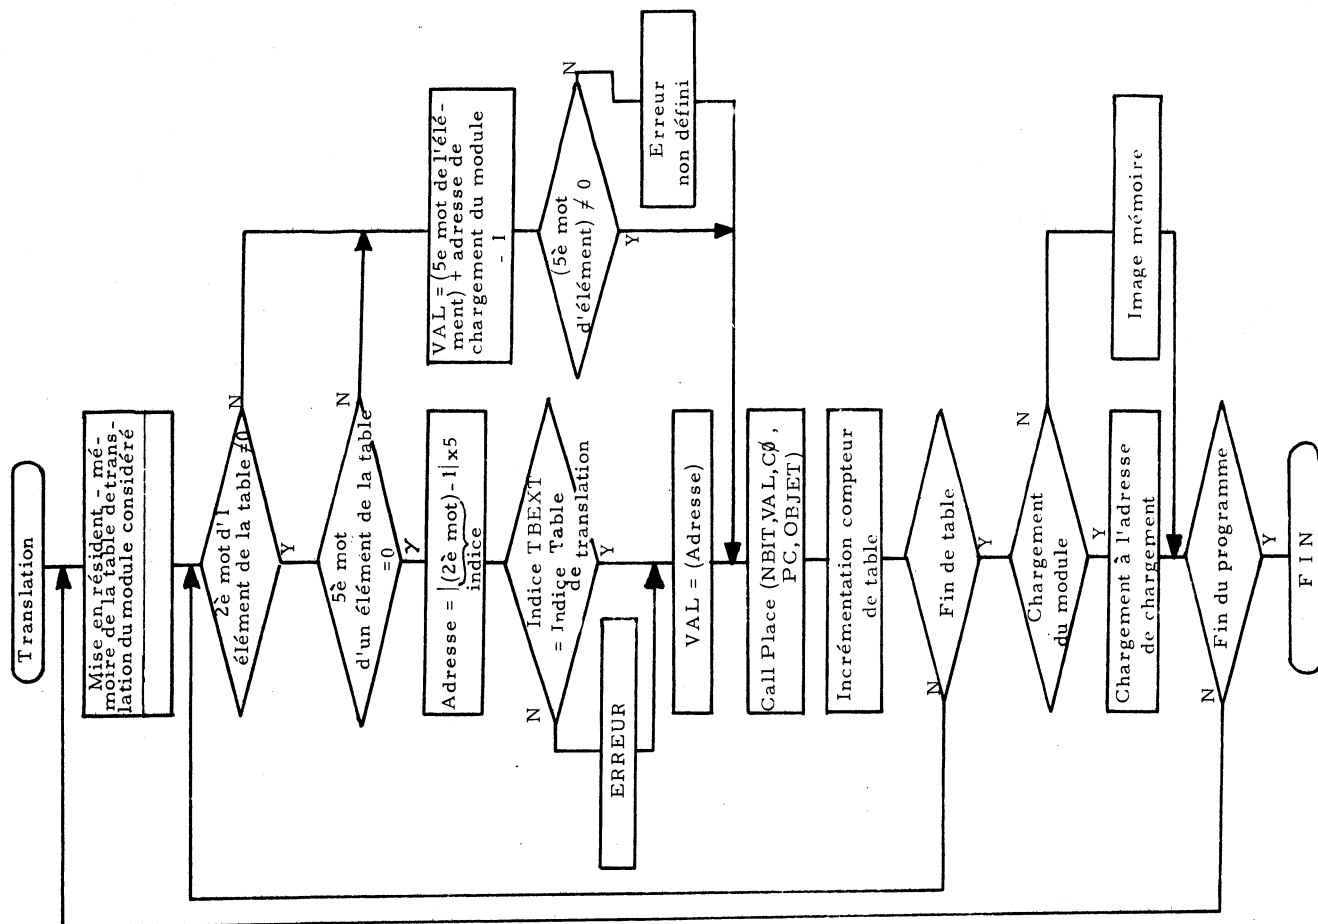 Translation
Mise en résident - mé-
moire de la table de trans-
lation du module considéré
2è mot d'1
élément de la table ≠0
N
Y
5è mot
d'un élément de la table
= 0
N
Y
Adresse = |(2è mot) - 1| x5
indice
Indice TBEXT
= Indice Table
de translation
N
Y
ERREUR
VAL = (5e mot de l'élé-
ment) + adresse de
chargement du module
- 1
(5è mot
d'élément) ≠ 0
N
Y
Erreur
non défini
VAL = (Adresse)
Call Place (NBIT, VAL, CØ,
PC, OBJET)
Incrémentation compteur
de table
Fin de table
N
Y
Chargement
du module
N
Y
Image mémoire
Chargement à l'adresse
de chargement
Fin du programme
N
Y
FIN